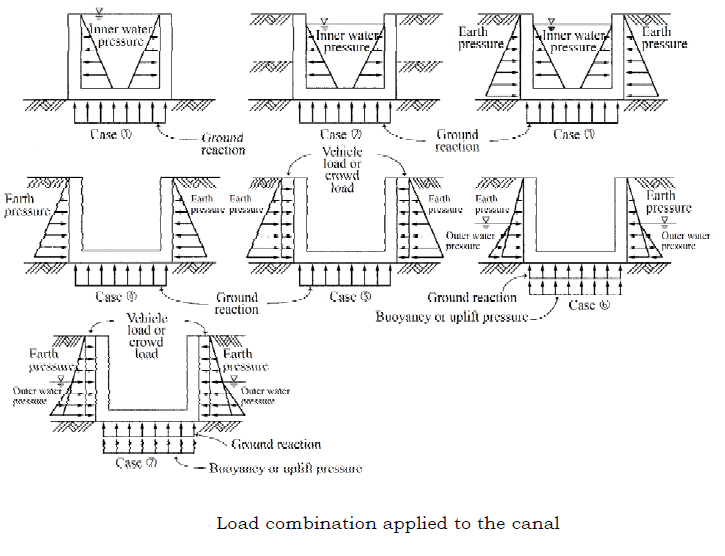 Inner water
pressure
Case ①
Ground
reaction
Inner water
pressure
Case ②
Ground
reaction
Earth
pressure
Inner water
pressure
Earth
pressure
Case ③
Earth
pressure
Earth
pressure
Case ④
Ground
reaction
Vehicle
load or
crowd
load
Earth
pressure
Earth
pressure
Case ⑤
Earth
pressure
Outer water
pressure
Earth
pressure
Outer water
pressure
Ground reaction
Buoyancy or uplift pressure
Case ⑥
Vehicle
load or
crowd
load
Earth
pressure
Outer water
pressure
Earth
pressure
Outer water
pressure
Ground reaction
Case ⑦
Buoyancy or uplift pressure
Load combination applied to the canal